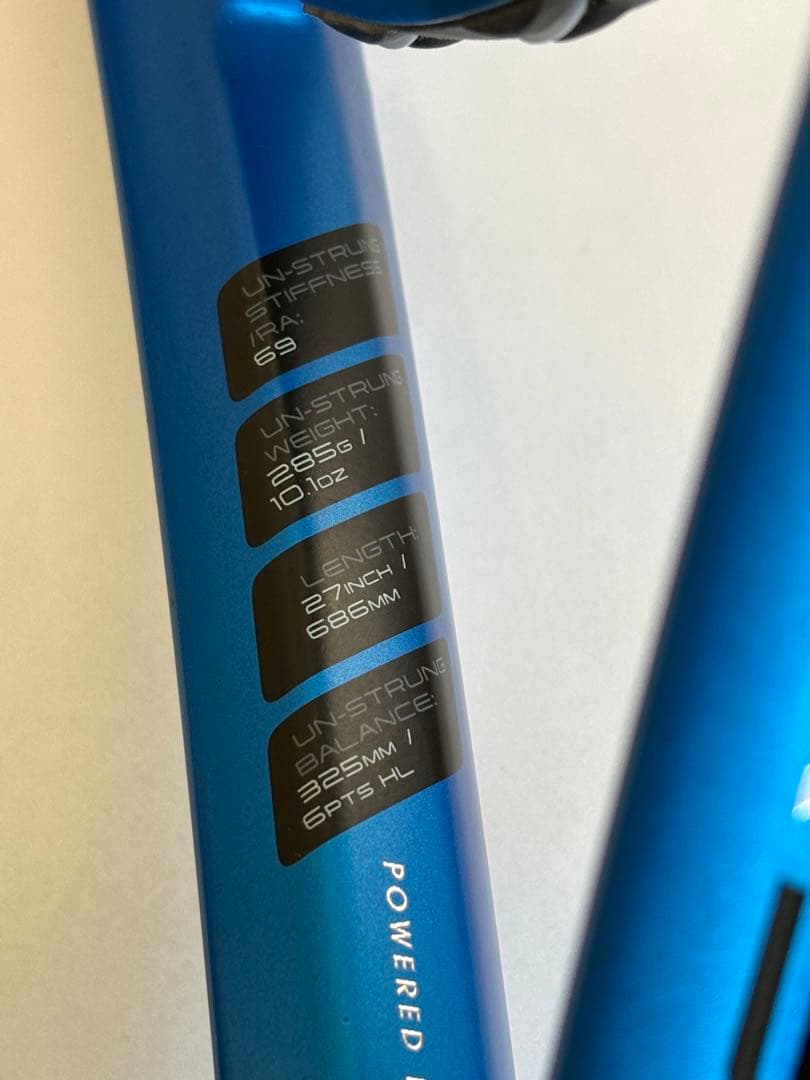 UN-STRUNG
STIFFNESS
/RA:
69
UN-STRUNG
WEIGHT:
285G /
10.1OZ
LENGTH:
27INCH /
686MM
UN-STRUNG
BALANCE:
325MM /
6PTS HL
POWERED